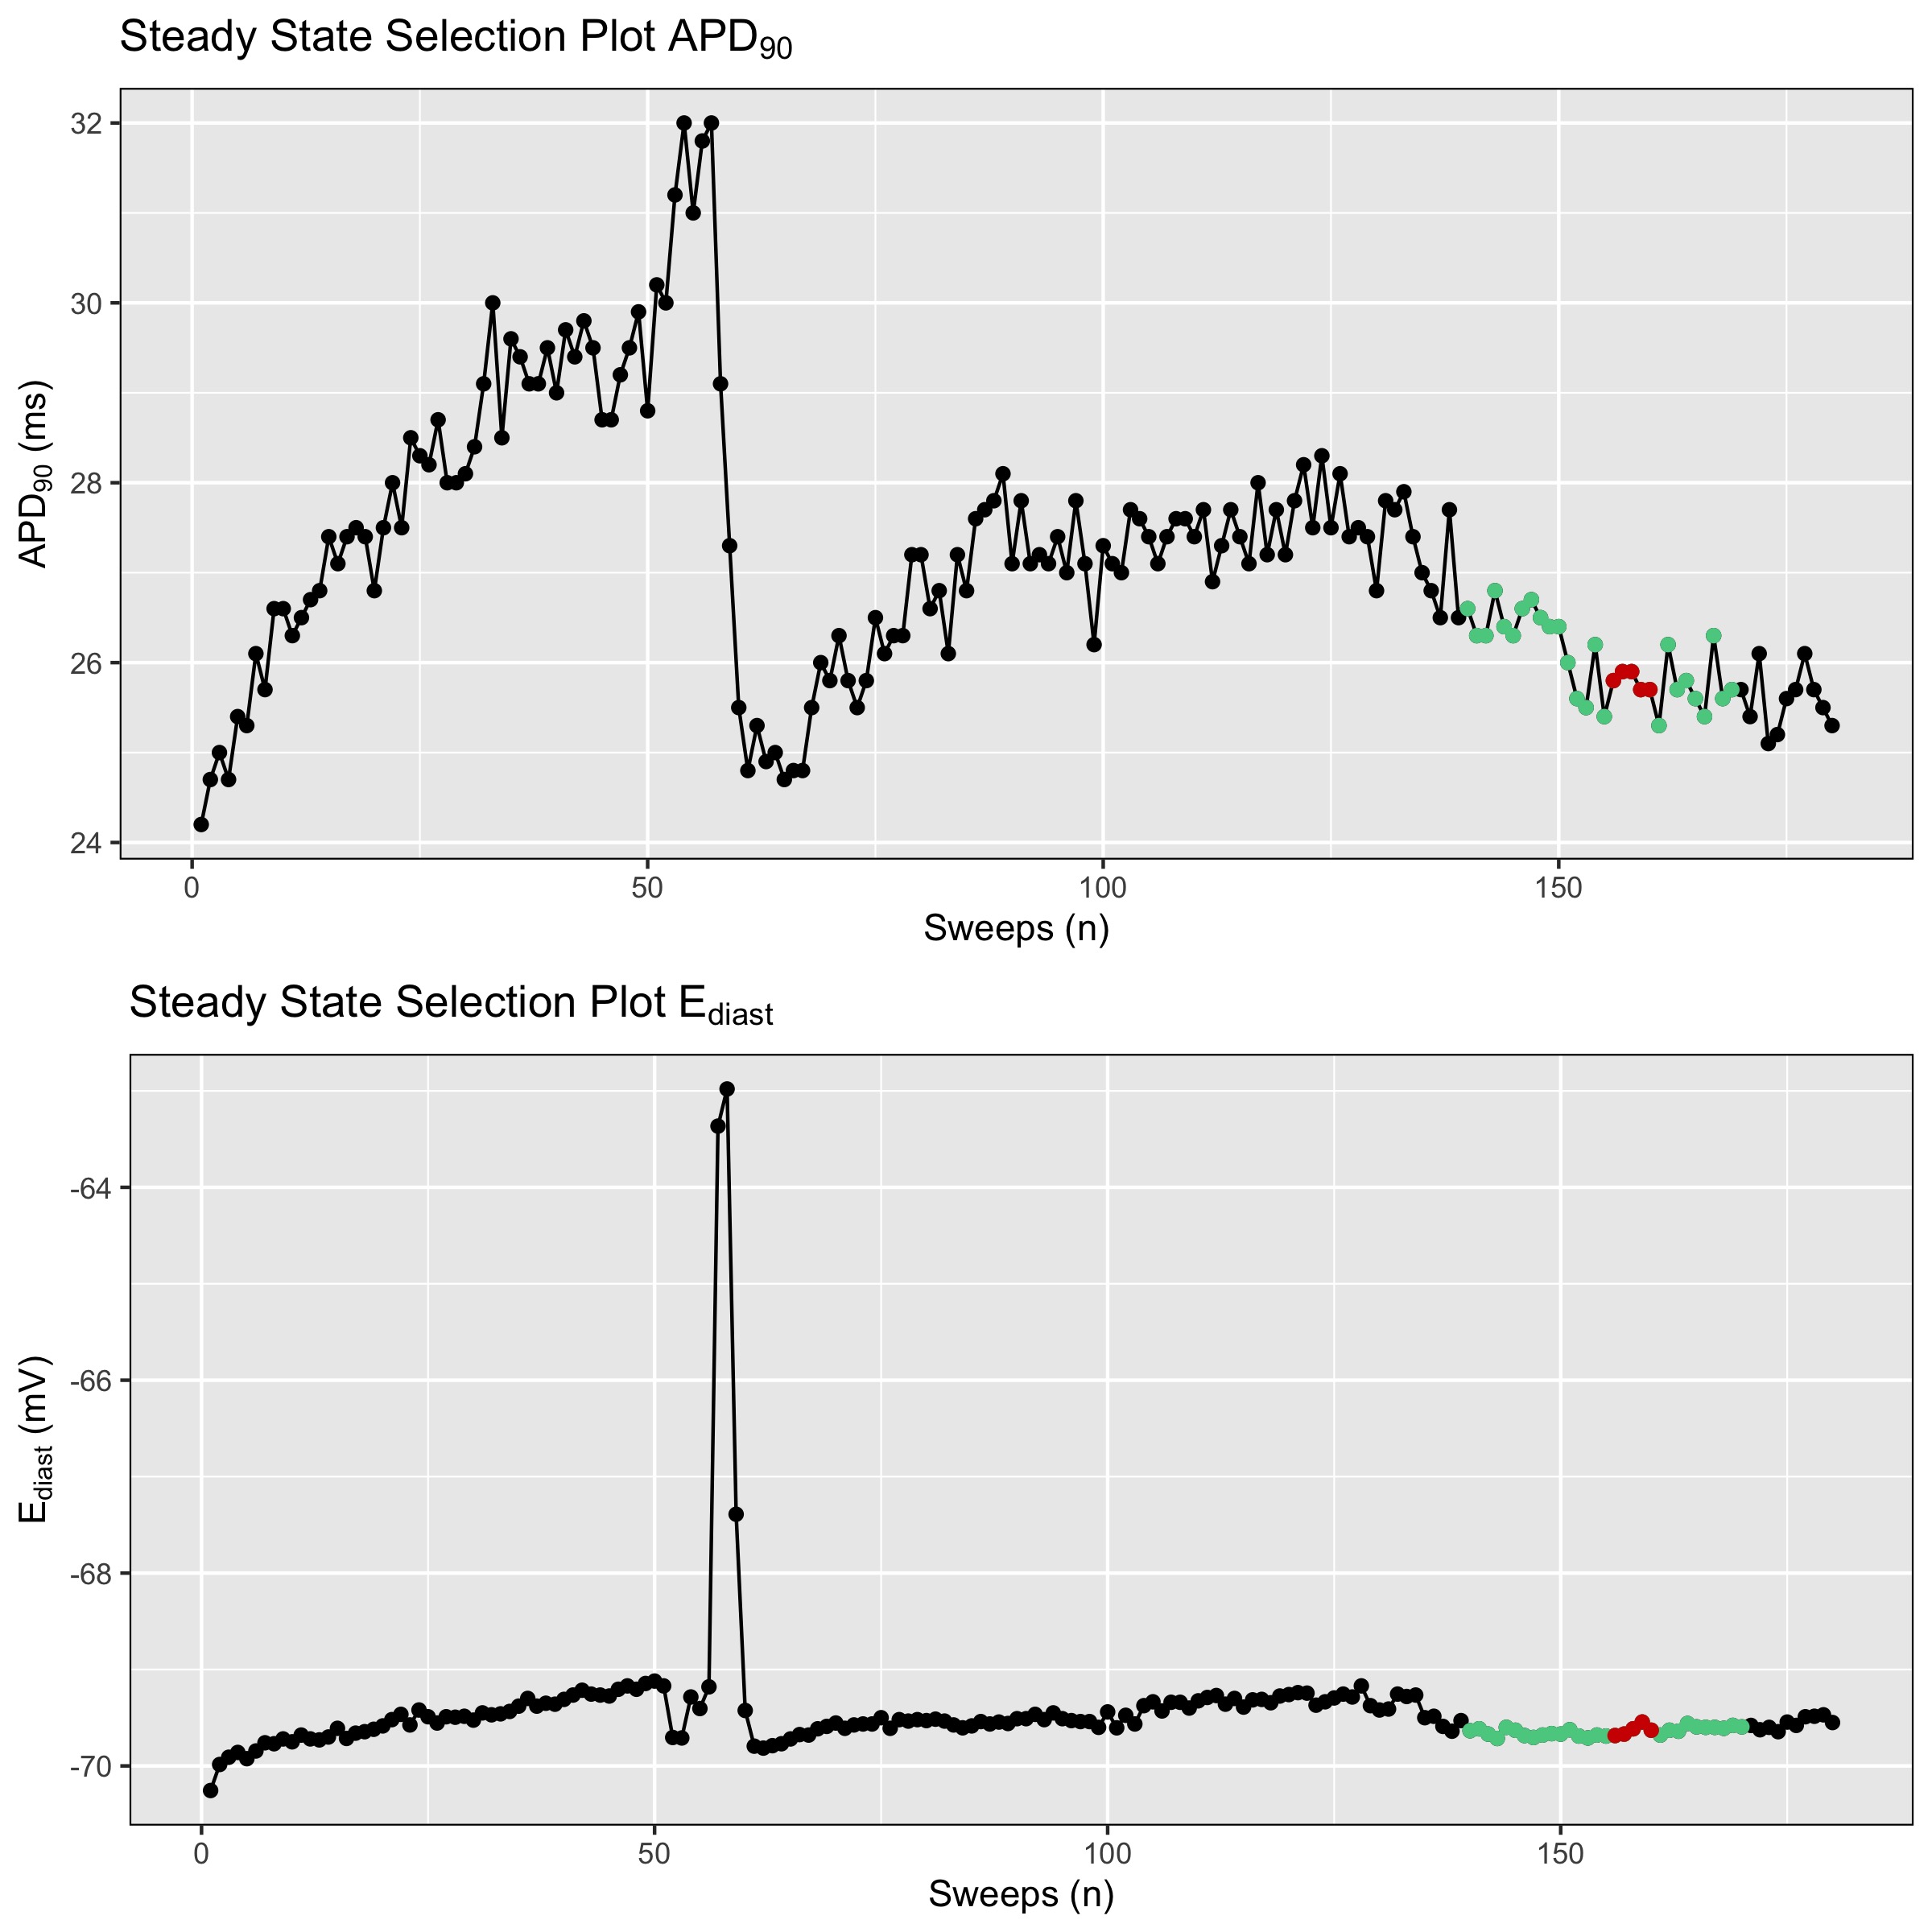 Steady State Selection Plot APD90
32
30
28
26
24
APD90 (ms)
0 50 100 150
Sweeps (n)
Steady State Selection Plot Ediast
-64
-66
-68
-70
Ediast (mV)
0 50 100 150
Sweeps (n)